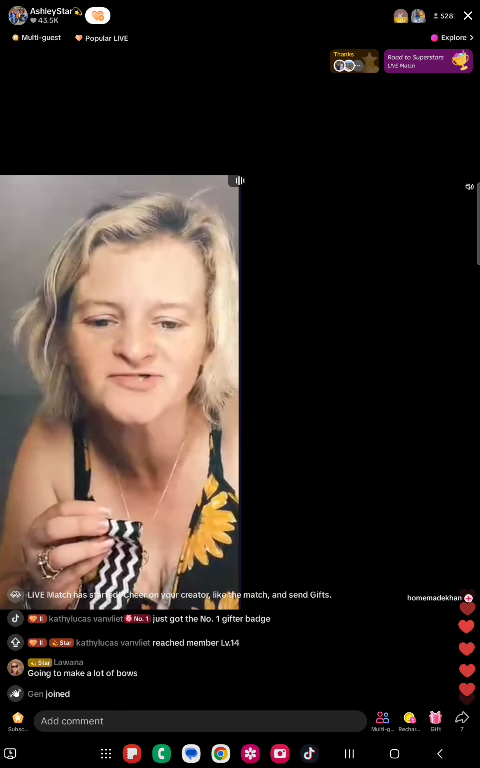 AshleyStar💫
43.5K
528
Multi-guest
Popular LIVE
Explore >
Thanks
Road to Superstars
LIVE Match
LIVE Match has started! Cheer on your creator, like the match, and send Gifts.
homemadekhan
kathylucas vanvliet No. 1 just got the No. 1 gifter badge
Star kathylucas vanvliet reached member Lv.14
Star Lawana
Going to make a lot of bows
Gen joined
Add comment
Subsc...
Multi-g...
Rechar...
Gift
7